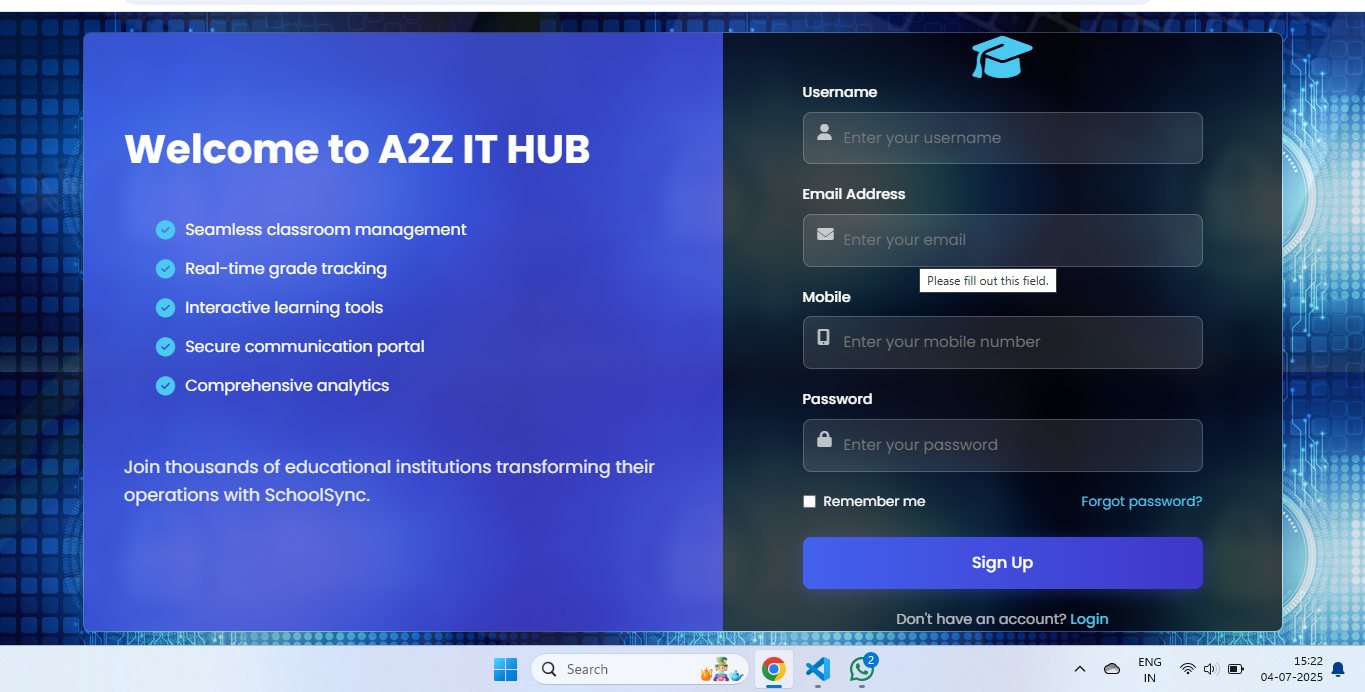 Welcome to A2Z IT HUB
Seamless classroom management
Real-time grade tracking
Interactive learning tools
Secure communication portal
Comprehensive analytics
Join thousands of educational institutions transforming their
operations with SchoolSync.
Username
Enter your username
Email Address
Enter your email
Please fill out this field.
Mobile
Enter your mobile number
Password
Enter your password
Remember me
Forgot password?
Sign Up
Don't have an account? Login
Search
2
ENG
IN
15:22
04-07-2025